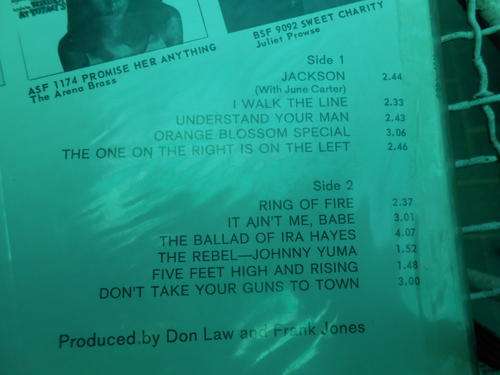 ASF 1174 PROMISE HER ANYTHING
The Arena Brass
BSF 9092 SWEET CHARITY
Juliet Prowse
Side 1
JACKSON 2.44
(With June Carter)
I WALK THE LINE 2.33
UNDERSTAND YOUR MAN 2.43
ORANGE BLOSSOM SPECIAL 3.06
THE ONE ON THE RIGHT IS ON THE LEFT 2.46
Side 2
RING OF FIRE 2.37
IT AIN'T ME, BABE 3.01
THE BALLAD OF IRA HAYES 4.07
THE REBEL—JOHNNY YUMA 1.52
FIVE FEET HIGH AND RISING 1.48
DON'T TAKE YOUR GUNS TO TOWN 3.00
Produced by Don Law and Frank Jones